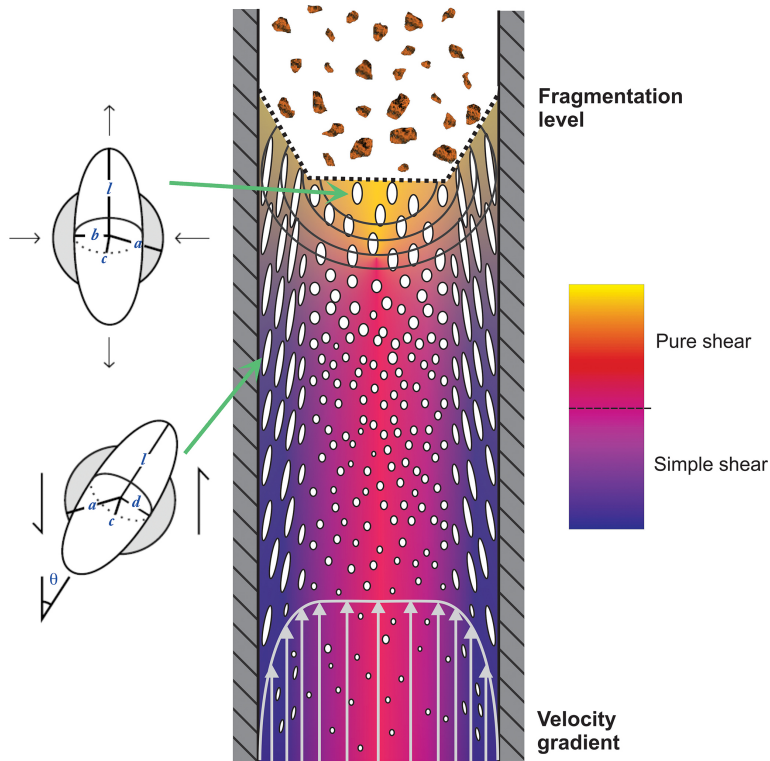 Fragmentation
level
l
b
a
c
Pure shear
Simple shear
l
a
d
c
θ
Velocity
gradient